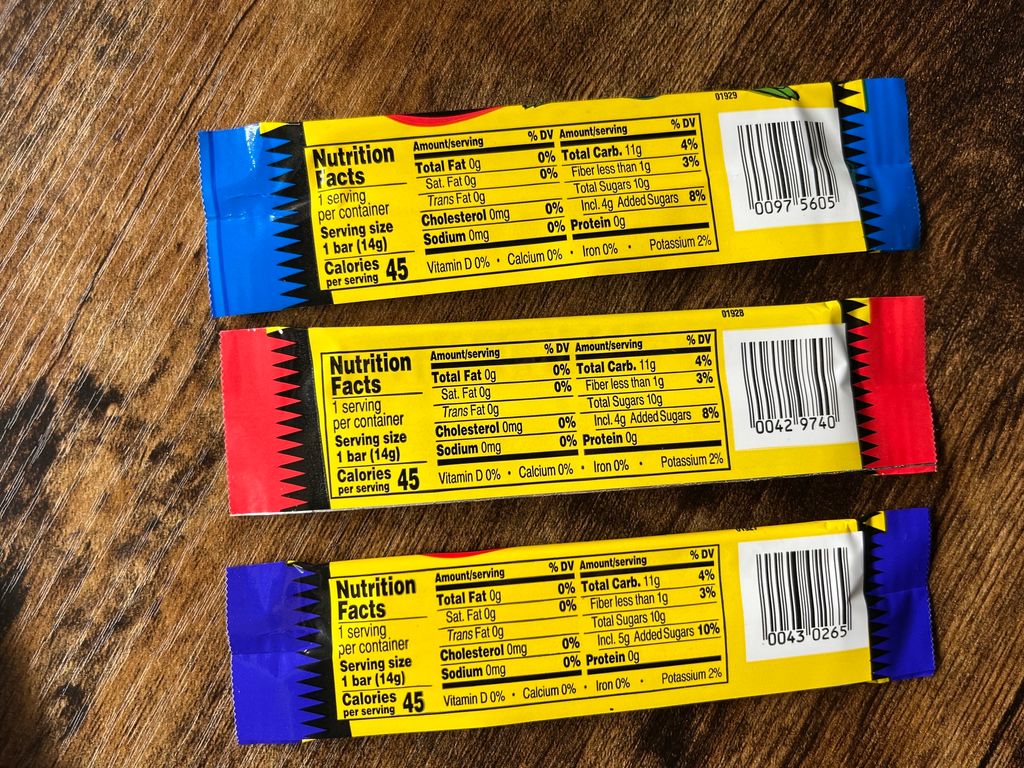 01929
Nutrition Facts
1 serving per container
Serving size
1 bar (14g)
Calories per serving 45
Amount/serving % DV
Total Fat 0g 0%
Sat. Fat 0g 0%
Trans Fat 0g
Cholesterol 0mg 0%
Sodium 0mg 0%
Amount/serving % DV
Total Carb. 11g 4%
Fiber less than 1g 3%
Total Sugars 10g
Incl. 4g Added Sugars 8%
Protein 0g
Vitamin D 0% • Calcium 0% • Iron 0% • Potassium 2%
0097 5605
01928
Nutrition Facts
1 serving per container
Serving size
1 bar (14g)
Calories per serving 45
Amount/serving % DV
Total Fat 0g 0%
Sat. Fat 0g 0%
Trans Fat 0g
Cholesterol 0mg 0%
Sodium 0mg 0%
Amount/serving % DV
Total Carb. 11g 4%
Fiber less than 1g 3%
Total Sugars 10g
Incl. 4g Added Sugars 8%
Protein 0g
Vitamin D 0% • Calcium 0% • Iron 0% • Potassium 2%
0042 9740
Nutrition Facts
1 serving per container
Serving size
1 bar (14g)
Calories per serving 45
Amount/serving % DV
Total Fat 0g 0%
Sat. Fat 0g 0%
Trans Fat 0g
Cholesterol 0mg 0%
Sodium 0mg 0%
Amount/serving % DV
Total Carb. 11g 4%
Fiber less than 1g 3%
Total Sugars 10g
Incl. 5g Added Sugars 10%
Protein 0g
Vitamin D 0% • Calcium 0% • Iron 0% • Potassium 2%
0043 0265